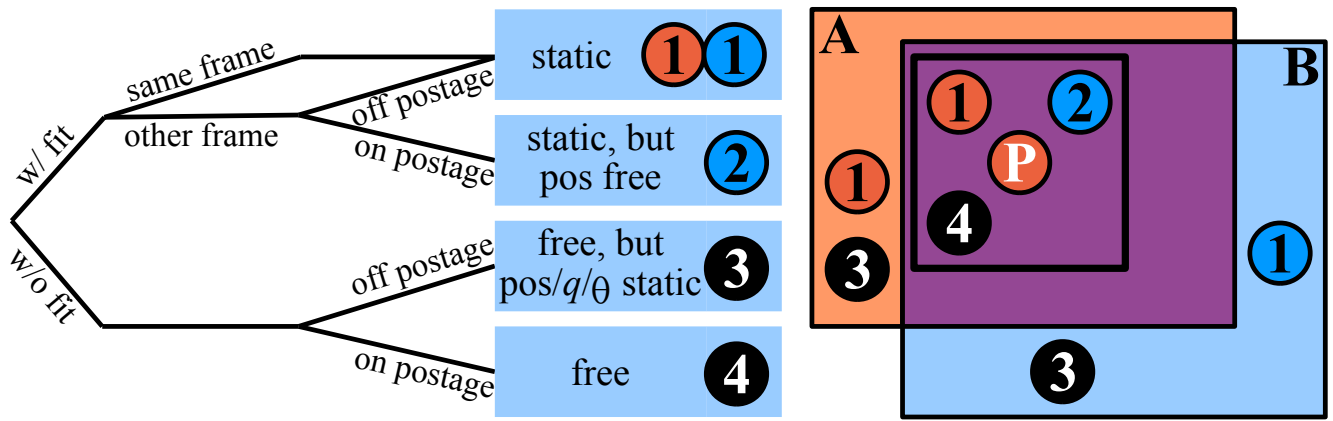 same frame
other frame
w/ fit
w/o fit
off postage
on postage
off postage
on postage
static 1 1
static, but
pos free
2
free, but
pos/q/θ static
3
free 4
A
B
1 2
P
1
4
3
1
3